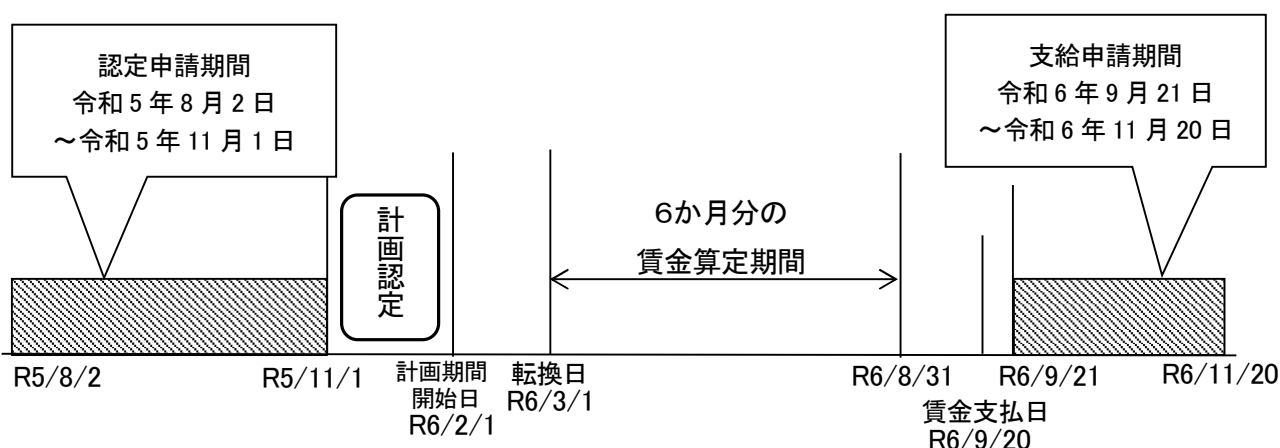 認定申請期間
令和5年8月2日
～令和5年11月1日
支給申請期間
令和6年9月21日
～令和6年11月20日
計画認定
6か月分の
賃金算定期間
R5/8/2
R5/11/1
計画期間
開始日
R6/2/1
転換日
R6/3/1
R6/8/31
賃金支払日
R6/9/20
R6/9/21
R6/11/20